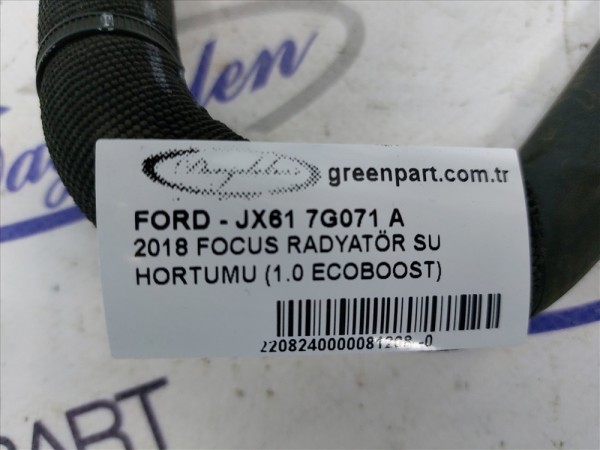 greenpart.com.tr
FORD - JX61 7G071 A
2018 FOCUS RADYATÖR SU
HORTUMU (1.0 ECOBOOST)